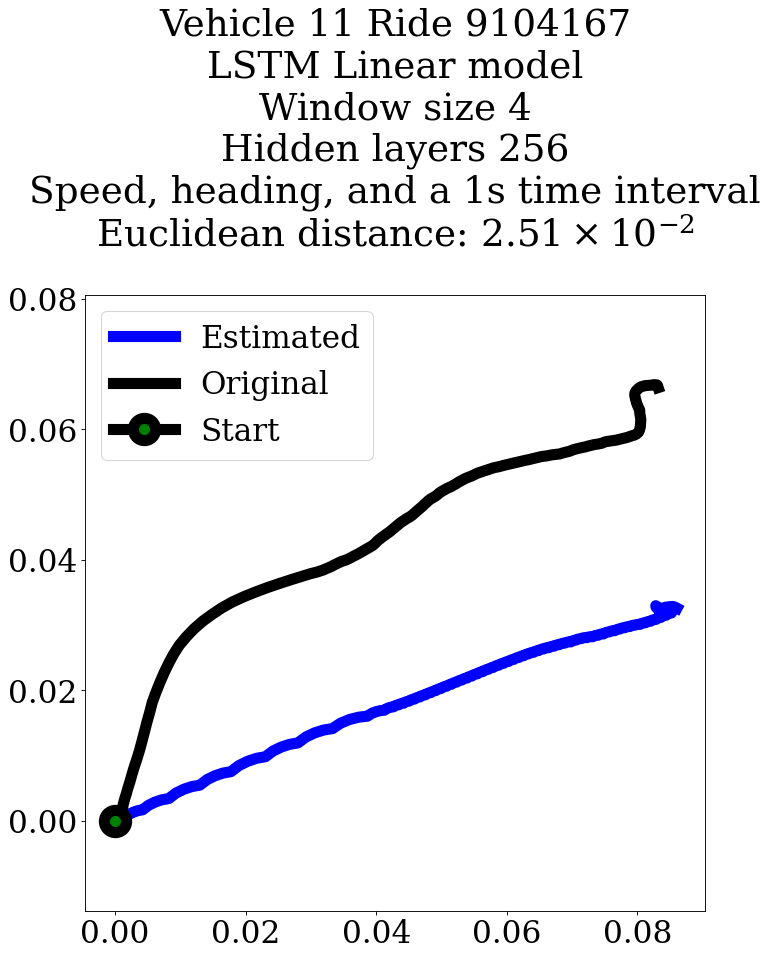 Vehicle 11 Ride 9104167
LSTM Linear model
Window size 4
Hidden layers 256
Speed, heading, and a 1s time interval
Euclidean distance: 2.51 × 10⁻²
0.08
Estimated
Original
Start
0.06
0.04
0.02
0.00
0.00 0.02 0.04 0.06 0.08